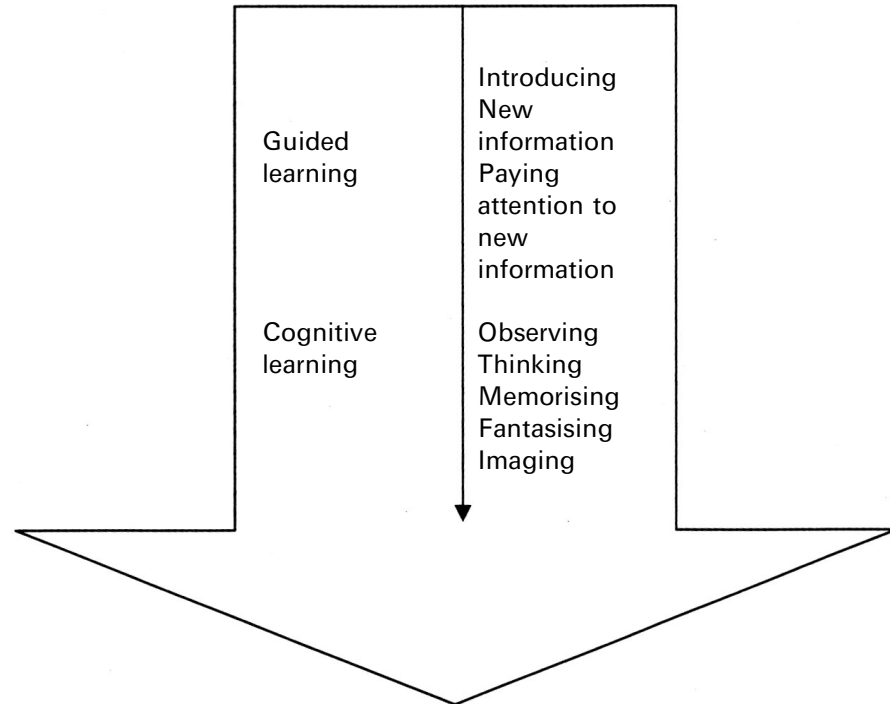 Guided
learning
Introducing
New
information
Paying
attention to
new
information
Cognitive
learning
Observing
Thinking
Memorising
Fantasising
Imaging